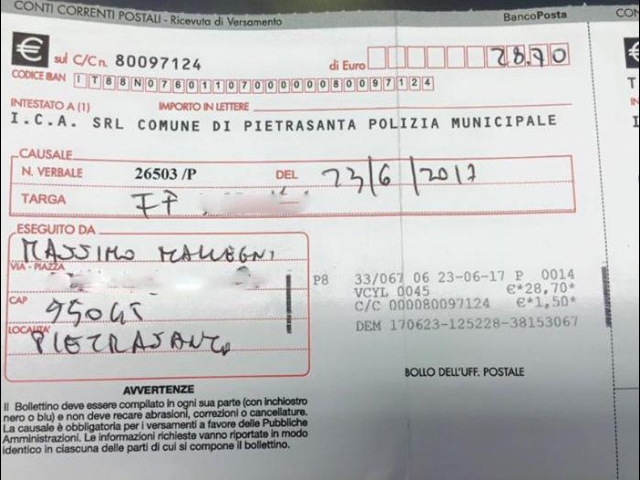 CONTI CORRENTI POSTALI - Ricevuta di Versamento BancoPosta
€ sul C/C n. 80097124 di Euro 28,70
CODICE IBAN IT88N0760110700000080097124
INTESTATO A (1) IMPORTO IN LETTERE
I.C.A. SRL COMUNE DI PIETRASANTA POLIZIA MUNICIPALE
CAUSALE
N. VERBALE 26503 /P DEL 23/6/2017
TARGA FF
ESEGUITO DA
MASSIMO MALLEGNI
VIA - PIAZZA
CAP 55045
LOCALITA' PIETRASANTA
P8 33/067 06 23-06-17 P 0014
VCYL 0045 €*28,70*
C/C 000080097124 €*1,50*
DEM 170623-125228-38153067
BOLLO DELL'UFF. POSTALE
AVVERTENZE
Il Bollettino deve essere compilato in ogni sua parte (con inchiostro
nero o blu) e non deve recare abrasioni, correzioni o cancellature.
La causale è obbligatoria per i versamenti a favore delle Pubbliche
Amministrazioni. Le informazioni richieste vanno riportate in modo
identico in ciascuna delle parti di cui si compone il bollettino.